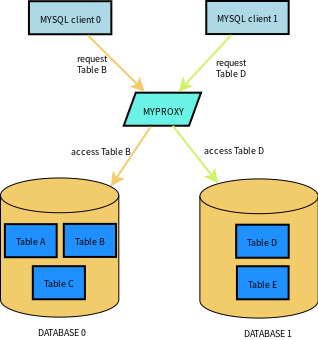 MYSQL client 0
MYSQL client 1
request
Table B
request
Table D
MYPROXY
access Table B
access Table D
Table A
Table B
Table C
Table D
Table E
DATABASE 0
DATABASE 1